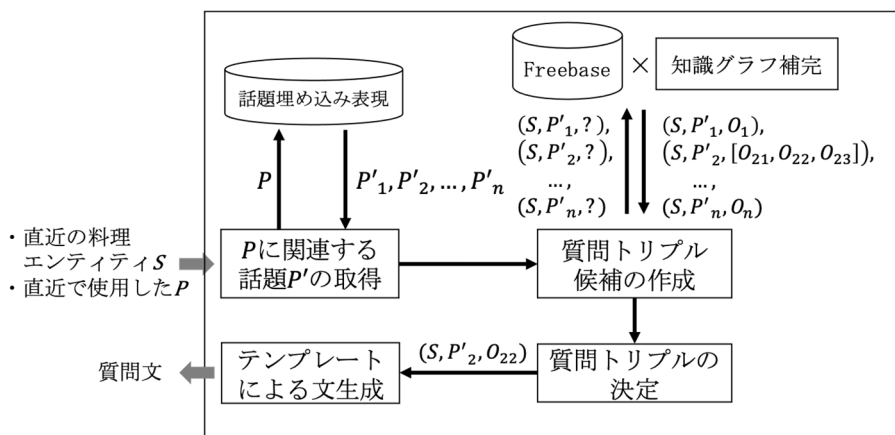 Freebase
×
知識グラフ補完
話題埋め込み表現
(S, P′₁, ?),
(S, P′₂, ?),
…,
(S, P′ₙ, ?)
(S, P′₁, O₁),
(S, P′₂, [O₂₁, O₂₂, O₂₃]),
…,
(S, P′ₙ, Oₙ)
P
P′₁, P′₂, …, P′ₙ
・直近の料理
エンティティS
・直近で使用したP
Pに関連する
話題P′の取得
質問トリプル
候補の作成
質問トリプルの
決定
(S, P′₂, O₂₂)
テンプレート
による文生成
質問文